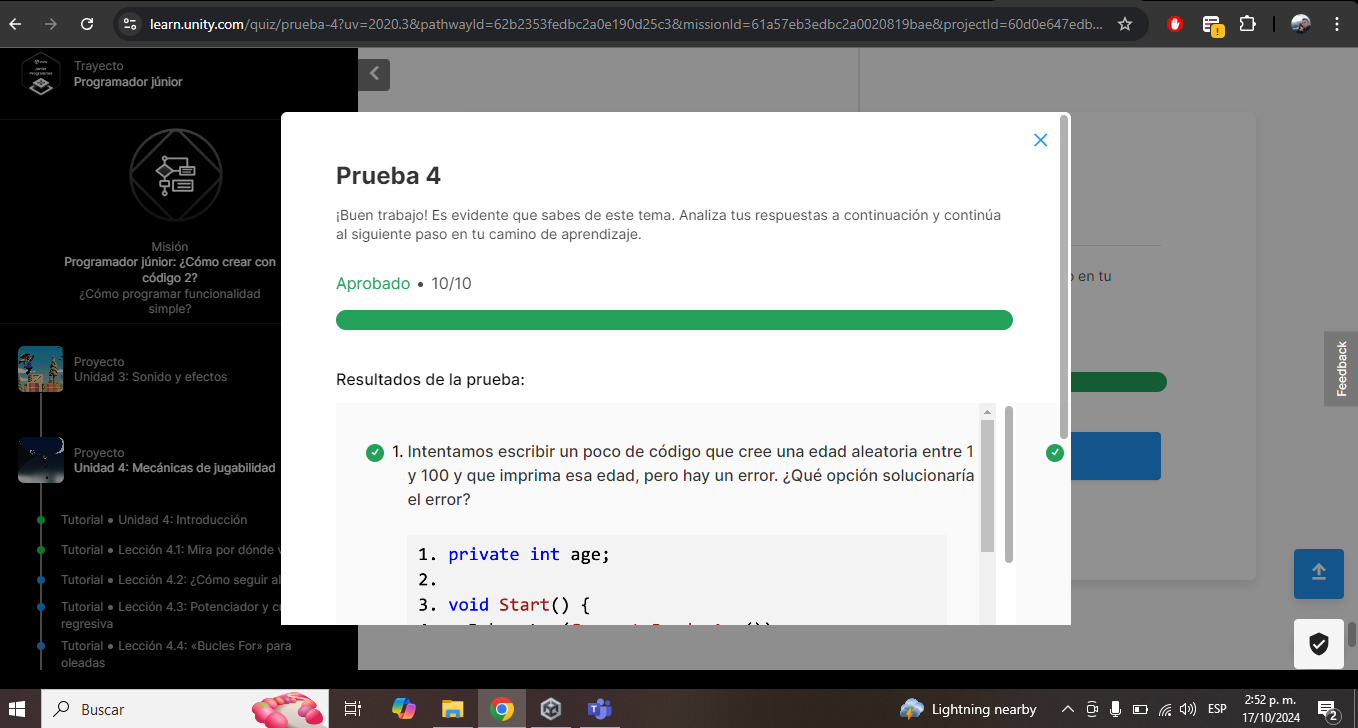 learn.unity.com/quiz/prueba-4?uv=2020.3&pathwayId=62b2353fedbc2a0e190d25c3&missionId=61a57eb3edbc2a0020819bae&projectId=60d0e647edb...
Trayecto
Programador júnior
Misión
Programador júnior: ¿Cómo crear con
código 2?
¿Cómo programar funcionalidad
simple?
Proyecto
Unidad 3: Sonido y efectos
Proyecto
Unidad 4: Mecánicas de jugabilidad
Tutorial ● Unidad 4: Introducción
Tutorial ● Lección 4.1: Mira por dónde
Tutorial ● Lección 4.2: ¿Cómo seguir al
Tutorial ● Lección 4.3: Potenciador y
regresiva
Tutorial ● Lección 4.4: «Bucles For» para
oleadas
Prueba 4
¡Buen trabajo! Es evidente que sabes de este tema. Analiza tus respuestas a continuación y continúa
al siguiente paso en tu camino de aprendizaje.
Aprobado • 10/10
Resultados de la prueba:
1. Intentamos escribir un poco de código que cree una edad aleatoria entre 1
y 100 y que imprima esa edad, pero hay un error. ¿Qué opción solucionaría
el error?
1. private int age;
2.
3. void Start() {
en tu
Feedback
Buscar
Lightning nearby
ESP
2:52 p. m.
17/10/2024
2